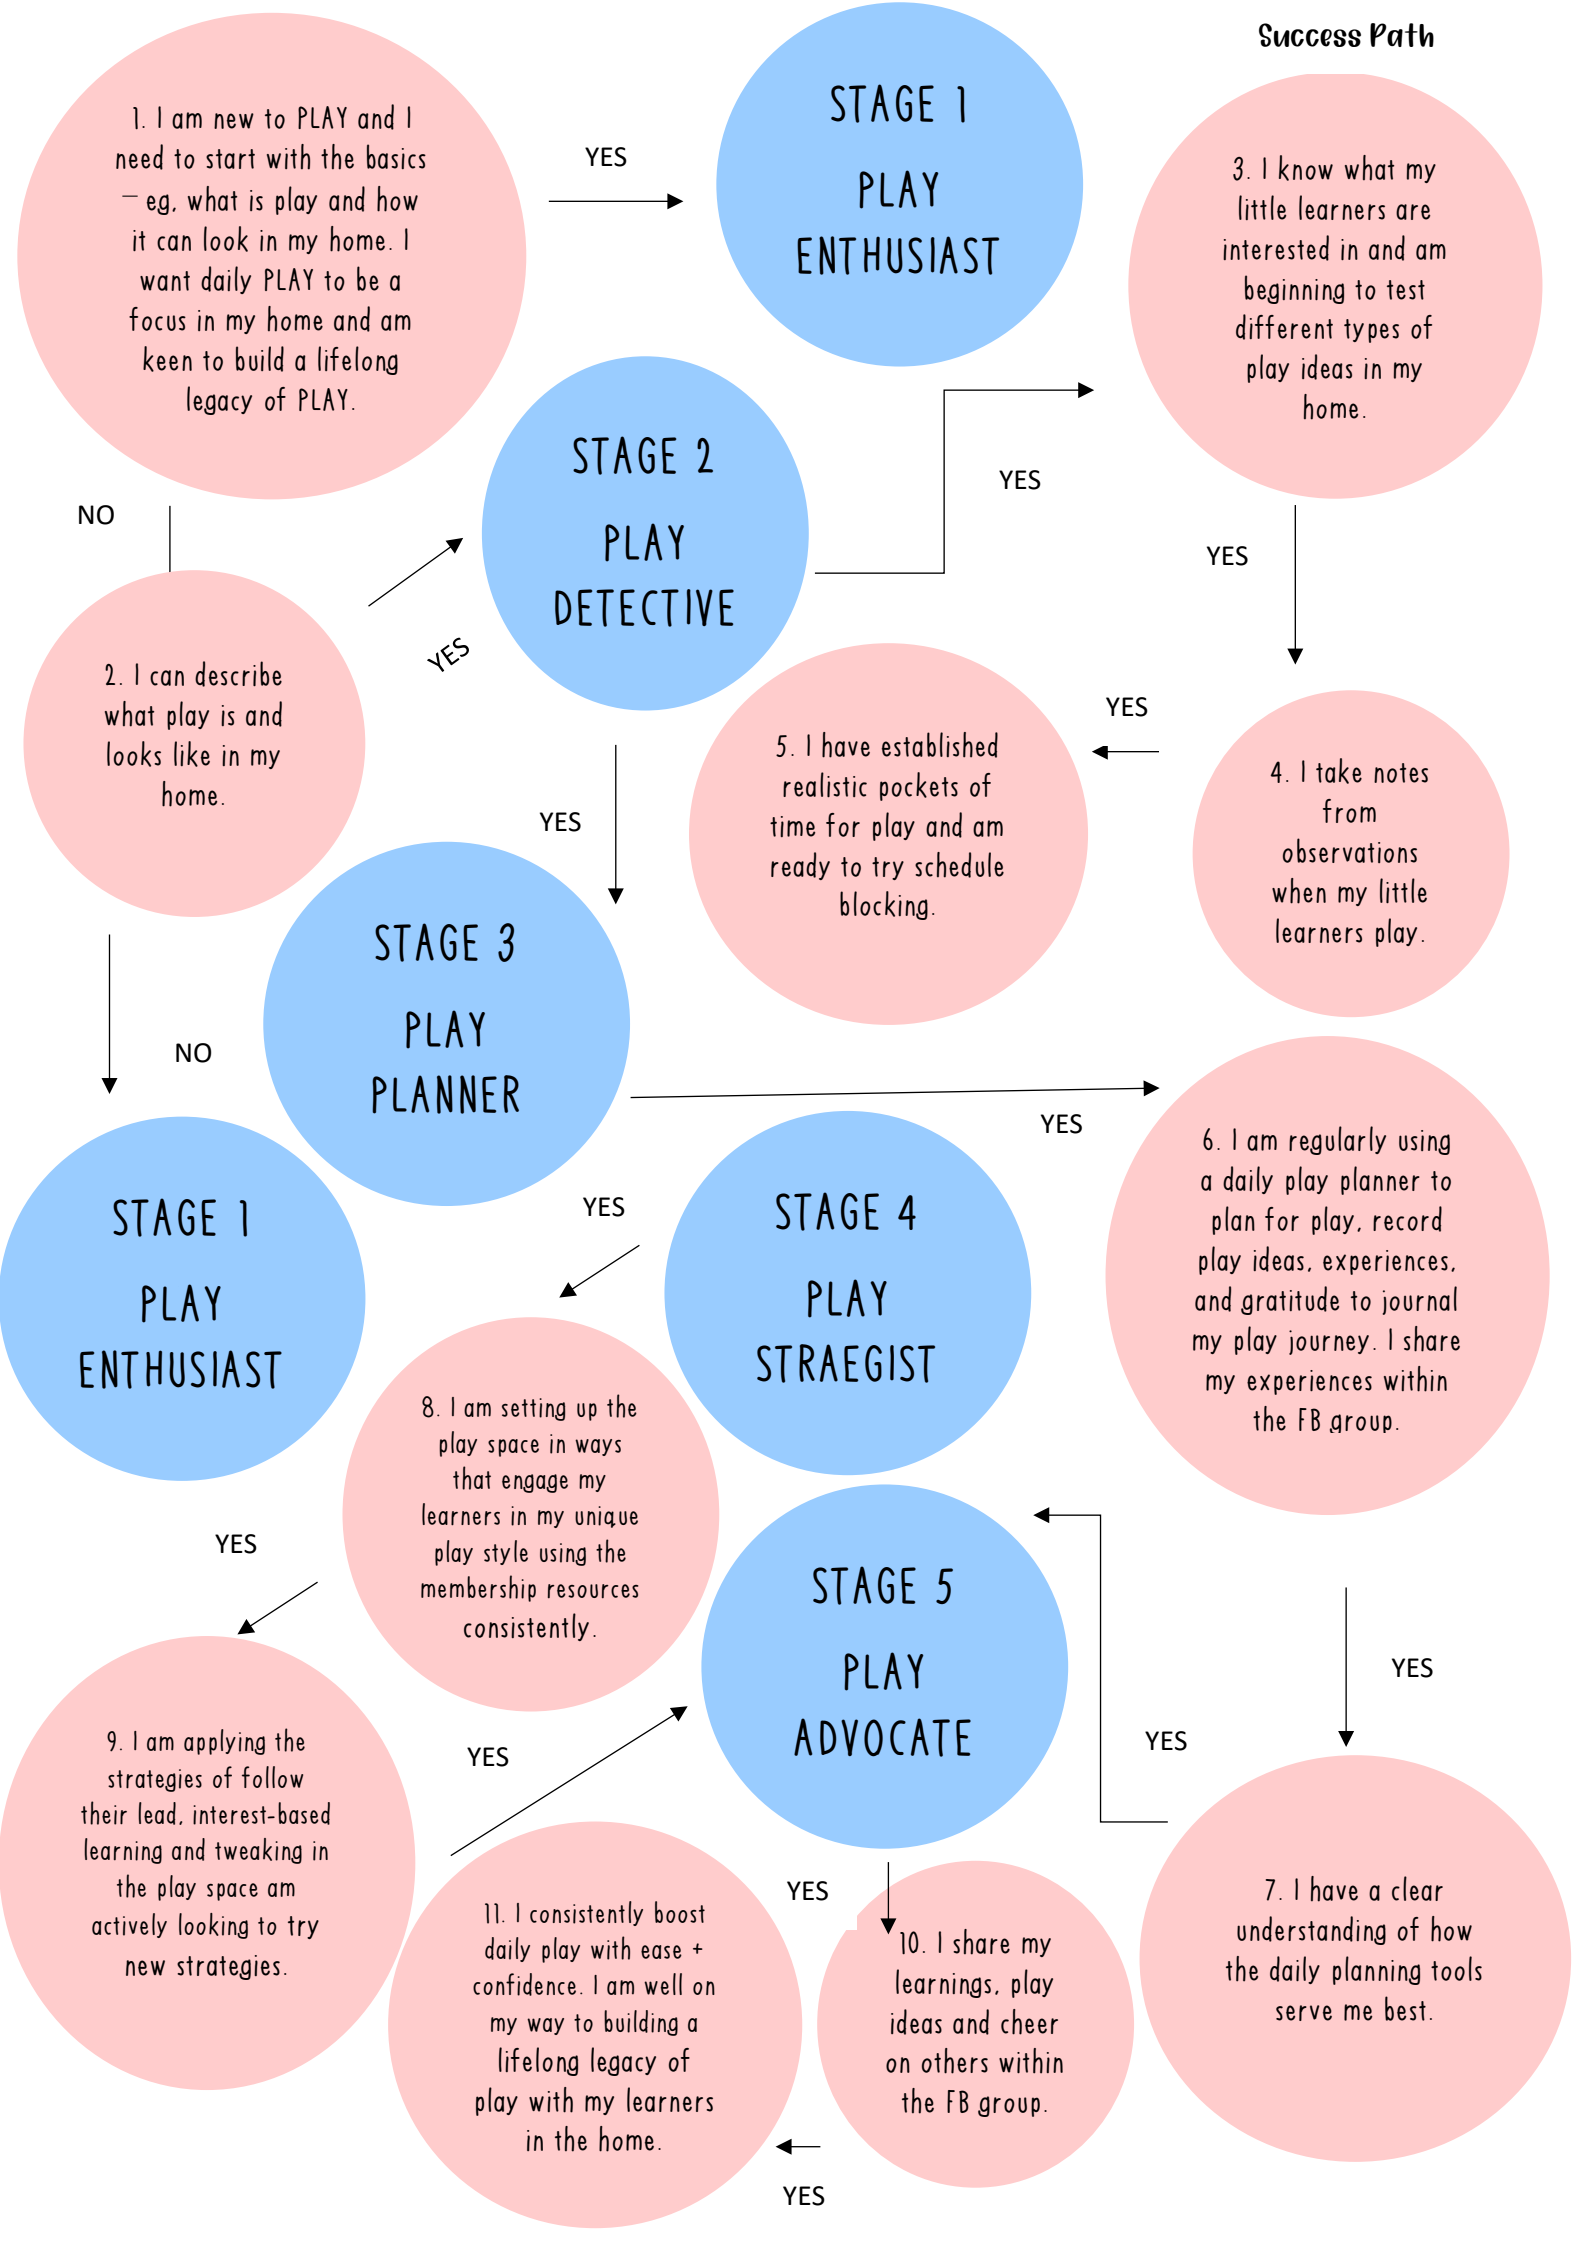 Success Path
1. I am new to PLAY and I
need to start with the basics
– eg, what is play and how
it can look in my home. I
want daily PLAY to be a
focus in my home and am
keen to build a lifelong
legacy of PLAY.
YES
STAGE 1
PLAY
ENTHUSIAST
3. I know what my
little learners are
interested in and am
beginning to test
different types of
play ideas in my
home.
NO
STAGE 2
PLAY
DETECTIVE
YES
YES
YES
2. I can describe
what play is and
looks like in my
home.
YES
5. I have established
realistic pockets of
time for play and am
ready to try schedule
blocking.
YES
4. I take notes
from
observations
when my little
learners play.
NO
STAGE 3
PLAY
PLANNER
YES
6. I am regularly using
a daily play planner to
plan for play, record
play ideas, experiences,
and gratitude to journal
my play journey. I share
my experiences within
the FB group.
STAGE 1
PLAY
ENTHUSIAST
YES
STAGE 4
PLAY
STRAEGIST
8. I am setting up the
play space in ways
that engage my
learners in my unique
play style using the
membership resources
consistently.
YES
STAGE 5
PLAY
ADVOCATE
YES
YES
9. I am applying the
strategies of follow
their lead, interest-based
learning and tweaking in
the play space am
actively looking to try
new strategies.
YES
7. I have a clear
understanding of how
the daily planning tools
serve me best.
YES
10. I share my
learnings, play
ideas and cheer
on others within
the FB group.
11. I consistently boost
daily play with ease +
confidence. I am well on
my way to building a
lifelong legacy of
play with my learners
in the home.
YES